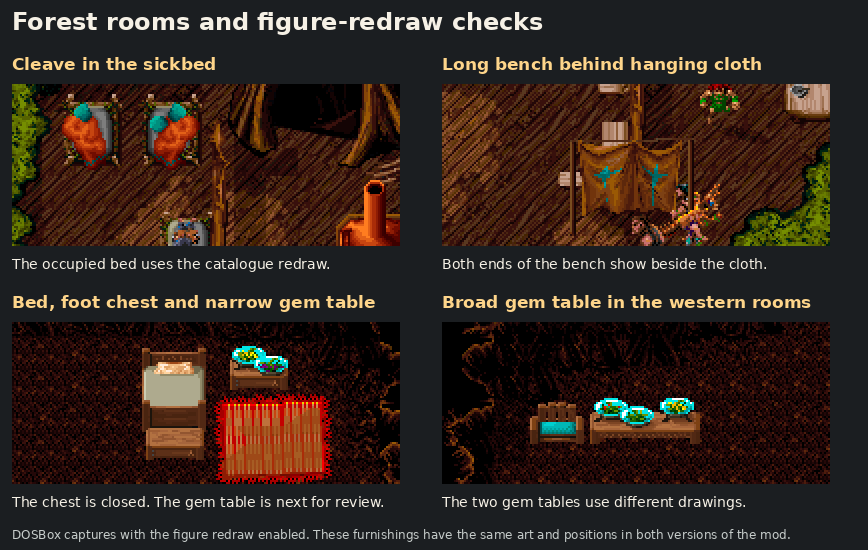 Forest rooms and figure-redraw checks
Cleave in the sickbed
Long bench behind hanging cloth
The occupied bed uses the catalogue redraw.
Both ends of the bench show beside the cloth.
Bed, foot chest and narrow gem table
Broad gem table in the western rooms
The chest is closed. The gem table is next for review.
The two gem tables use different drawings.
DOSBox captures with the figure redraw enabled. These furnishings have the same art and positions in both versions of the mod.